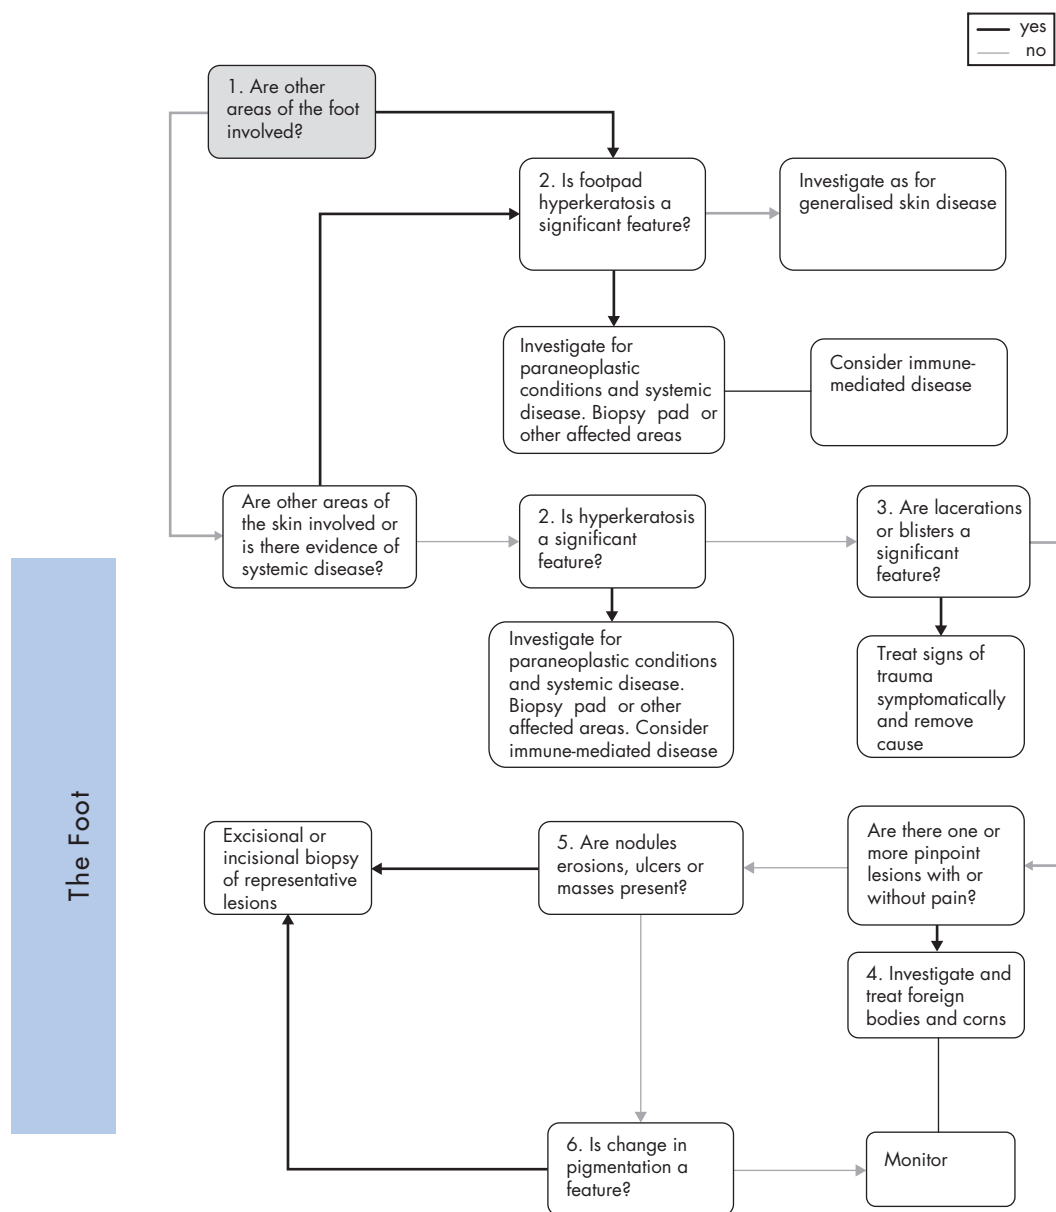 yes
no
1. Are other
areas of the foot
involved?
2. Is footpad
hyperkeratosis a
significant feature?
Investigate as for
generalised skin disease
Investigate for
paraneoplastic
conditions and systemic
disease. Biopsy pad or
other affected areas
Consider immune-
mediated disease
Are other areas of
the skin involved or
is there evidence of
systemic disease?
2. Is hyperkeratosis
a significant
feature?
3. Are lacerations
or blisters a
significant
feature?
Investigate for
paraneoplastic conditions
and systemic disease.
Biopsy pad or other
affected areas. Consider
immune-mediated disease
Treat signs of
trauma
symptomatically
and remove
cause
The Foot
Excisional or
incisional biopsy
of representative
lesions
5. Are nodules
erosions, ulcers or
masses present?
Are there one or
more pinpoint
lesions with or
without pain?
4. Investigate and
treat foreign
bodies and corns
6. Is change in
pigmentation a
feature?
Monitor